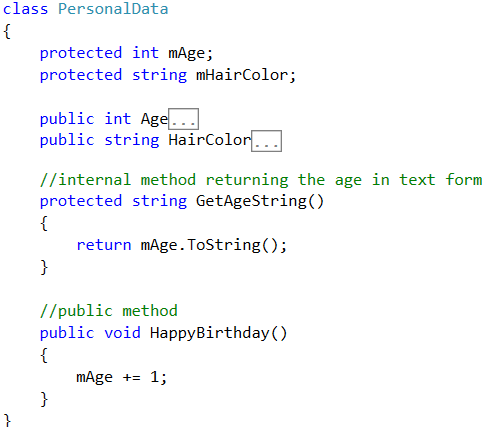 class PersonalData
{
    protected int mAge;
    protected string mHairColor;

    public int Age...
    public string HairColor...

    //internal method returning the age in text form
    protected string GetAgeString()
    {
        return mAge.ToString();
    }

    //public method
    public void HappyBirthday()
    {
        mAge += 1;
    }
}